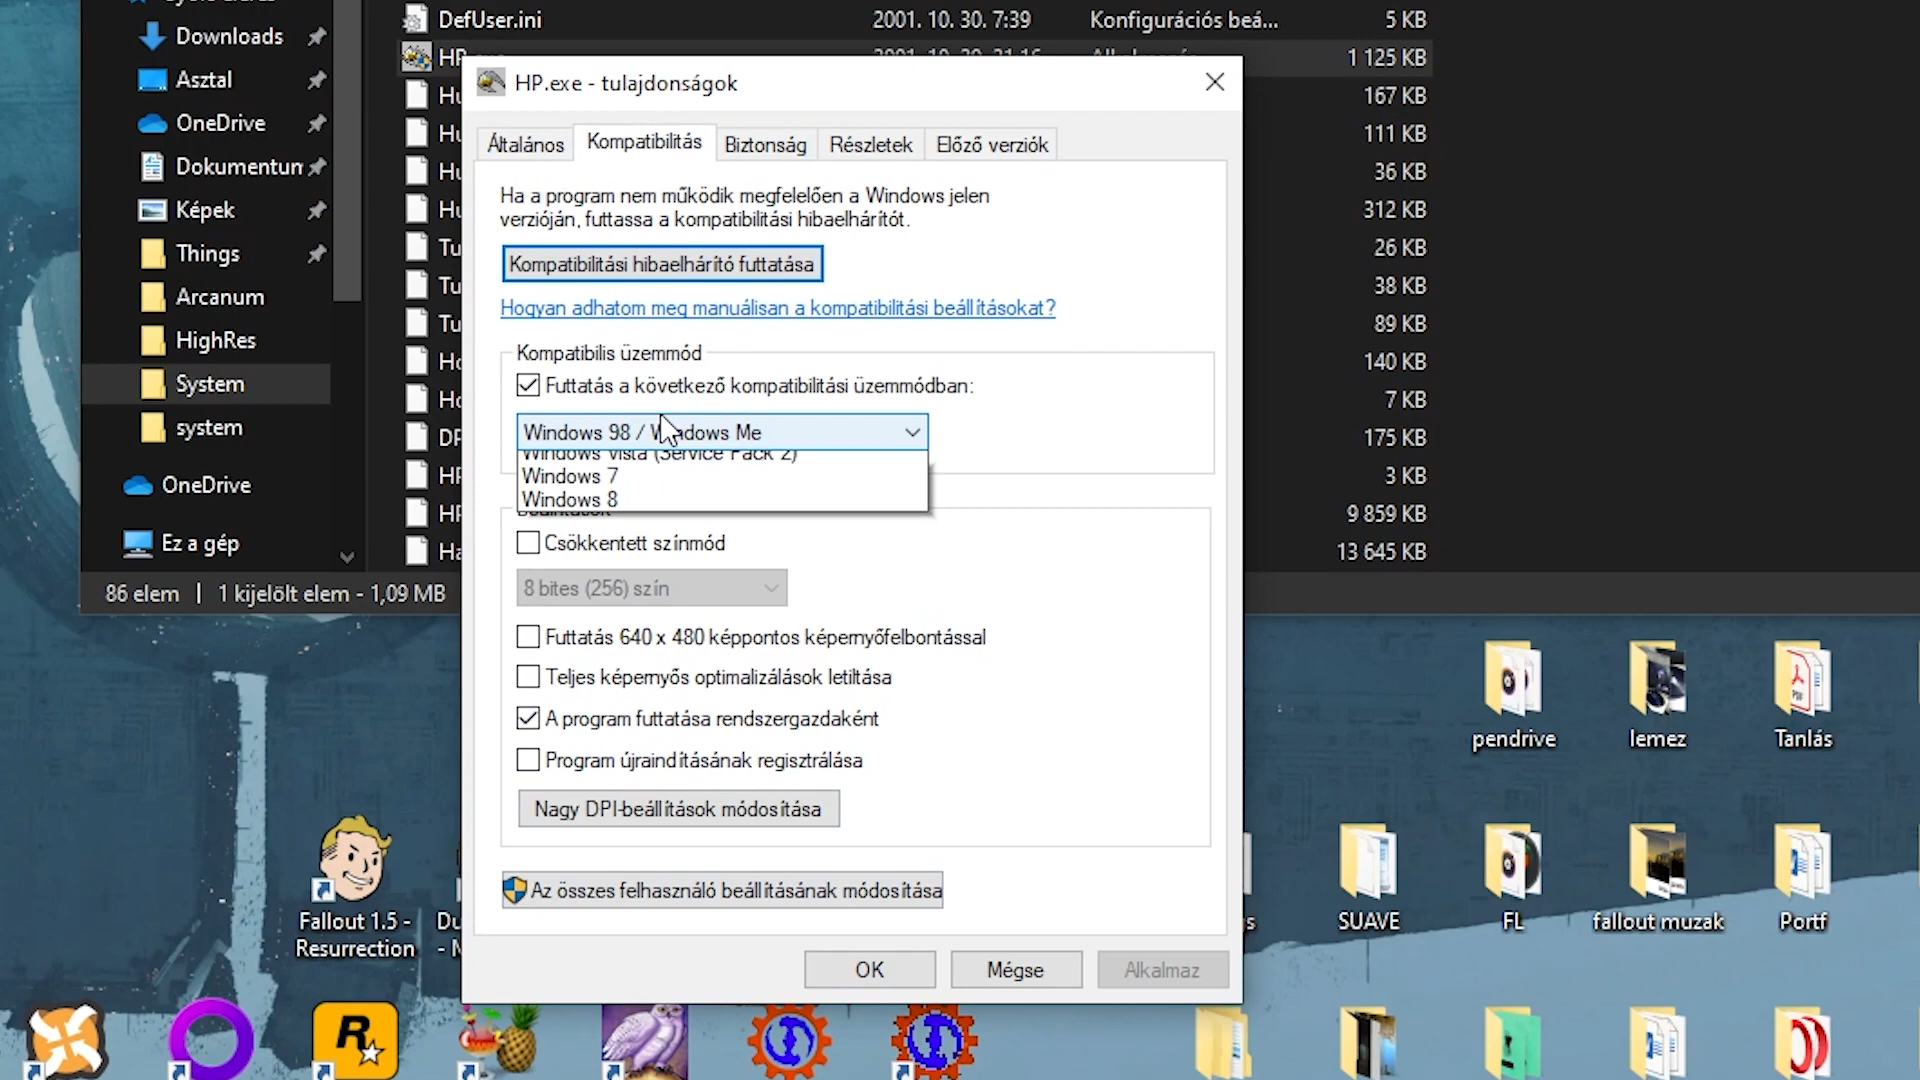 DefUser.ini 2001. 10. 30. 7:39 Konfigurációs beá... 5 KB
Downloads
HP 1 125 KB
HP.exe - tulajdonságok
Asztal
167 KB
OneDrive
111 KB
Általános Kompatibilitás Biztonság Részletek Előző verziók
Dokumentum
36 KB
Ha a program nem működik megfelelően a Windows jelen
verzióján, futtassa a kompatibilitási hibaelhárítót.
Képek
312 KB
Things
26 KB
Kompatibilitási hibaelhárító futtatása
38 KB
Arcanum
Hogyan adhatom meg manuálisan a kompatibilitási beállításokat?
89 KB
HighRes
Kompatibilis üzemmód
140 KB
System
Futtatás a következő kompatibilitási üzemmódban:
7 KB
system
Windows 98 / Windows Me
175 KB
Windows Vista (Service Pack 2)
Windows 7
3 KB
OneDrive
Windows 8
9 859 KB
Ez a gép
Csökkentett színmód
13 645 KB
86 elem | 1 kijelölt elem - 1,09 MB
8 bites (256) szín
Futtatás 640 x 480 képpontos képernyőfelbontással
Teljes képernyős optimalizálások letiltása
A program futtatása rendszergazdaként
Program újraindításának regisztrálása
Nagy DPI-beállítások módosítása
Az összes felhasználó beállításának módosítása
OK Mégse Alkalmaz
pendrive lemez Tanlás
Fallout 1.5 -
Resurrection
SUAVE FL fallout muzak Portf